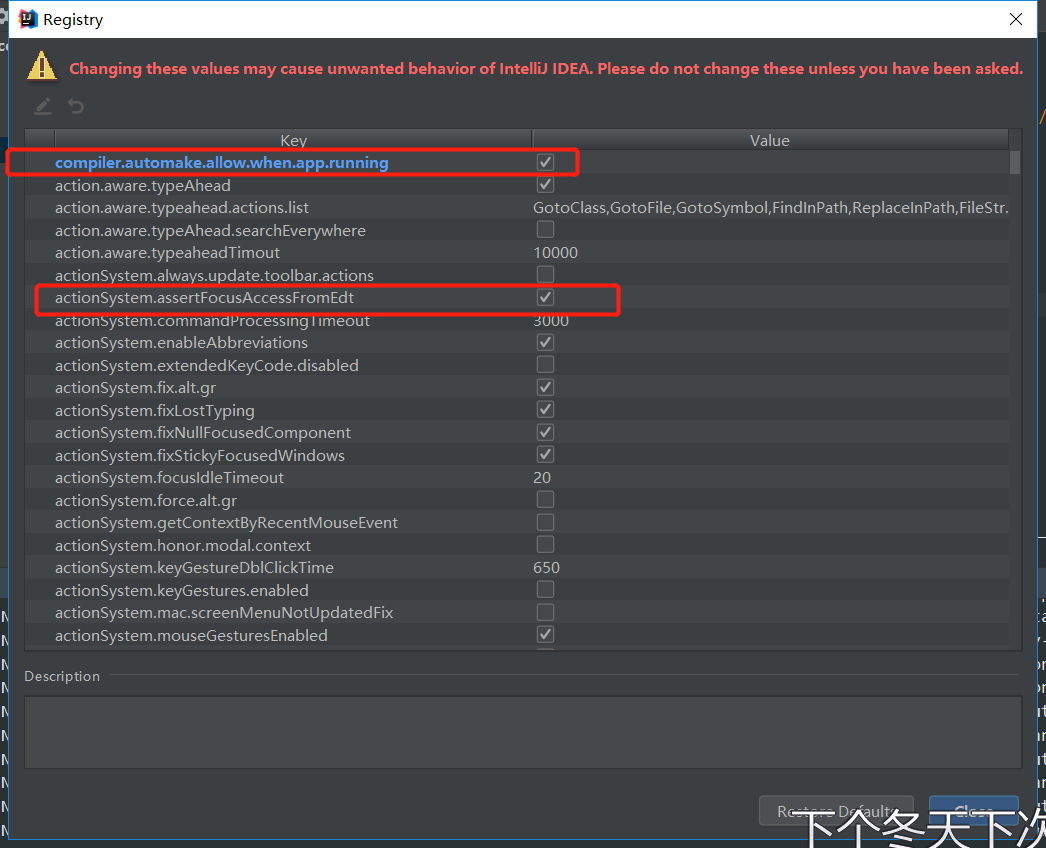 Registry
Changing these values may cause unwanted behavior of IntelliJ IDEA. Please do not change these unless you have been asked.
Key Value
compiler.automake.allow.when.app.running
action.aware.typeAhead
action.aware.typeahead.actions.list GotoClass,GotoFile,GotoSymbol,FindInPath,ReplaceInPath,FileStr.
action.aware.typeAhead.searchEverywhere
action.aware.typeaheadTimout 10000
actionSystem.always.update.toolbar.actions
actionSystem.assertFocusAccessFromEdt
actionSystem.commandProcessingTimeout 3000
actionSystem.enableAbbreviations
actionSystem.extendedKeyCode.disabled
actionSystem.fix.alt.gr
actionSystem.fixLostTyping
actionSystem.fixNullFocusedComponent
actionSystem.fixStickyFocusedWindows
actionSystem.focusIdleTimeout 20
actionSystem.force.alt.gr
actionSystem.getContextByRecentMouseEvent
actionSystem.honor.modal.context
actionSystem.keyGestureDblClickTime 650
actionSystem.keyGestures.enabled
actionSystem.mac.screenMenuNotUpdatedFix
actionSystem.mouseGesturesEnabled
Description
Restore Defaults Close
下个冬天下次